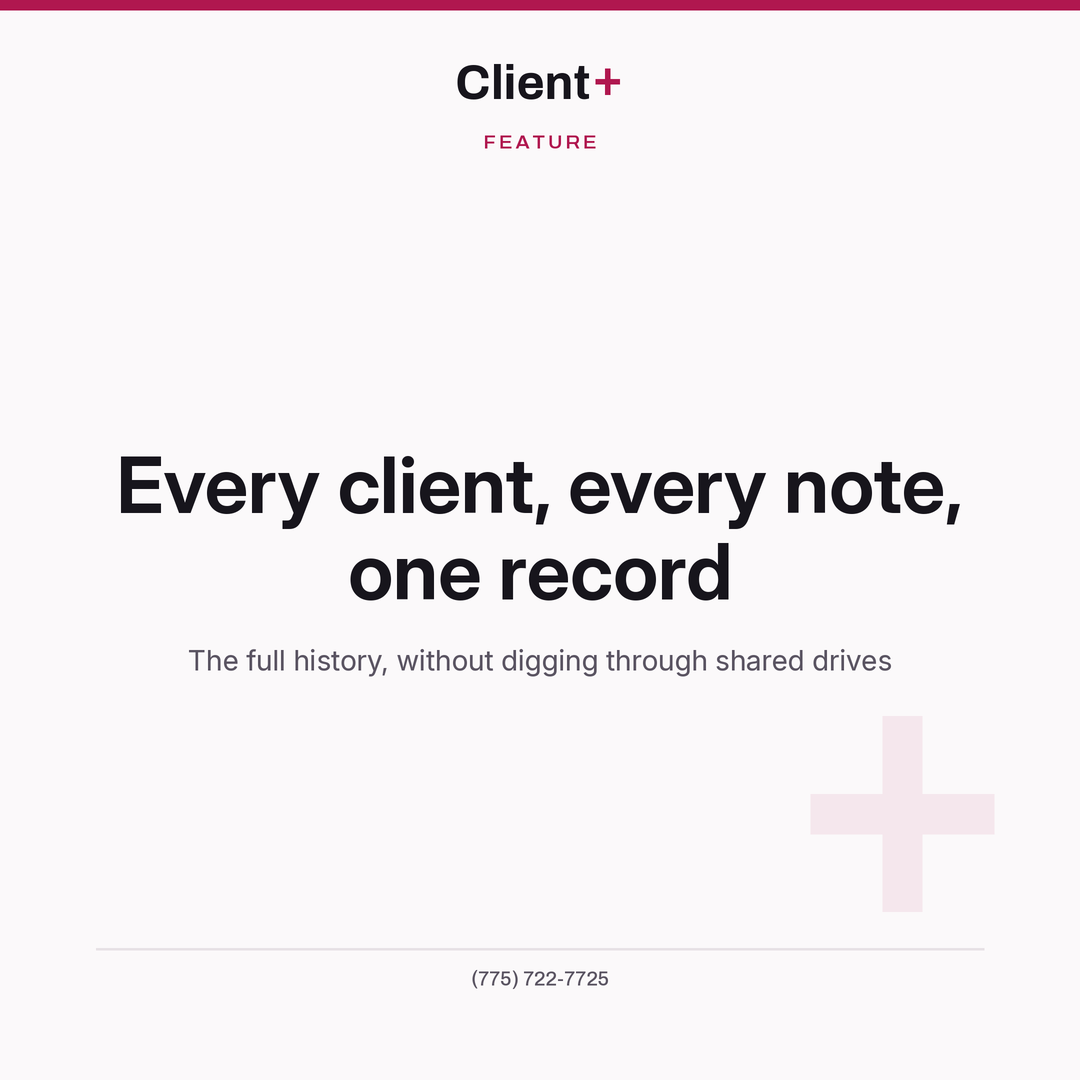 Client+
FEATURE
Every client, every note,
one record
The full history, without digging through shared drives
(775) 722-7725